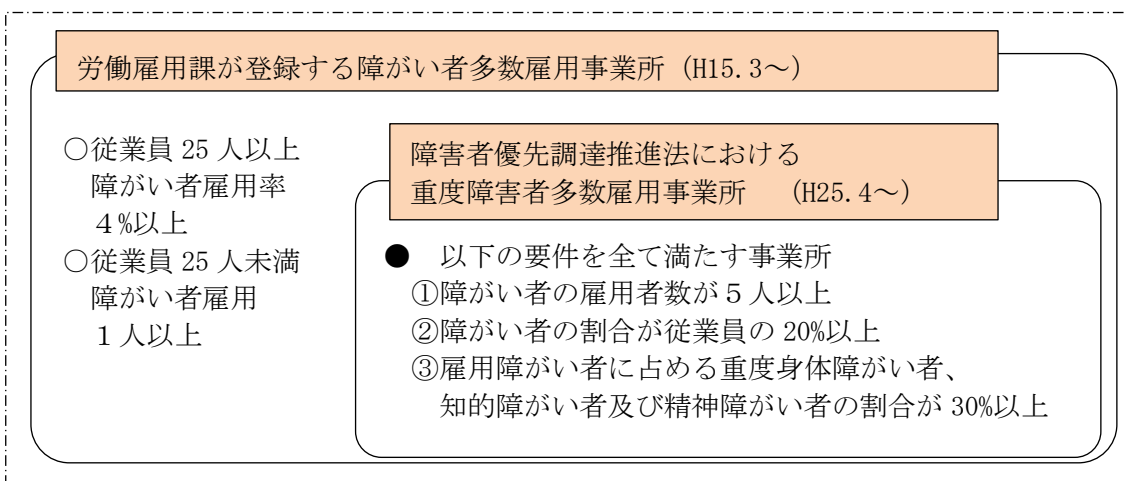 労働雇用課が登録する障がい者多数雇用事業所 (H15.3～)
○従業員 25 人以上
障がい者雇用率
４%以上
○従業員 25 人未満
障がい者雇用
１人以上
障害者優先調達推進法における
重度障害者多数雇用事業所 (H25.4～)
● 以下の要件を全て満たす事業所
①障がい者の雇用者数が５人以上
②障がい者の割合が従業員の 20%以上
③雇用障がい者に占める重度身体障がい者、
知的障がい者及び精神障がい者の割合が 30%以上